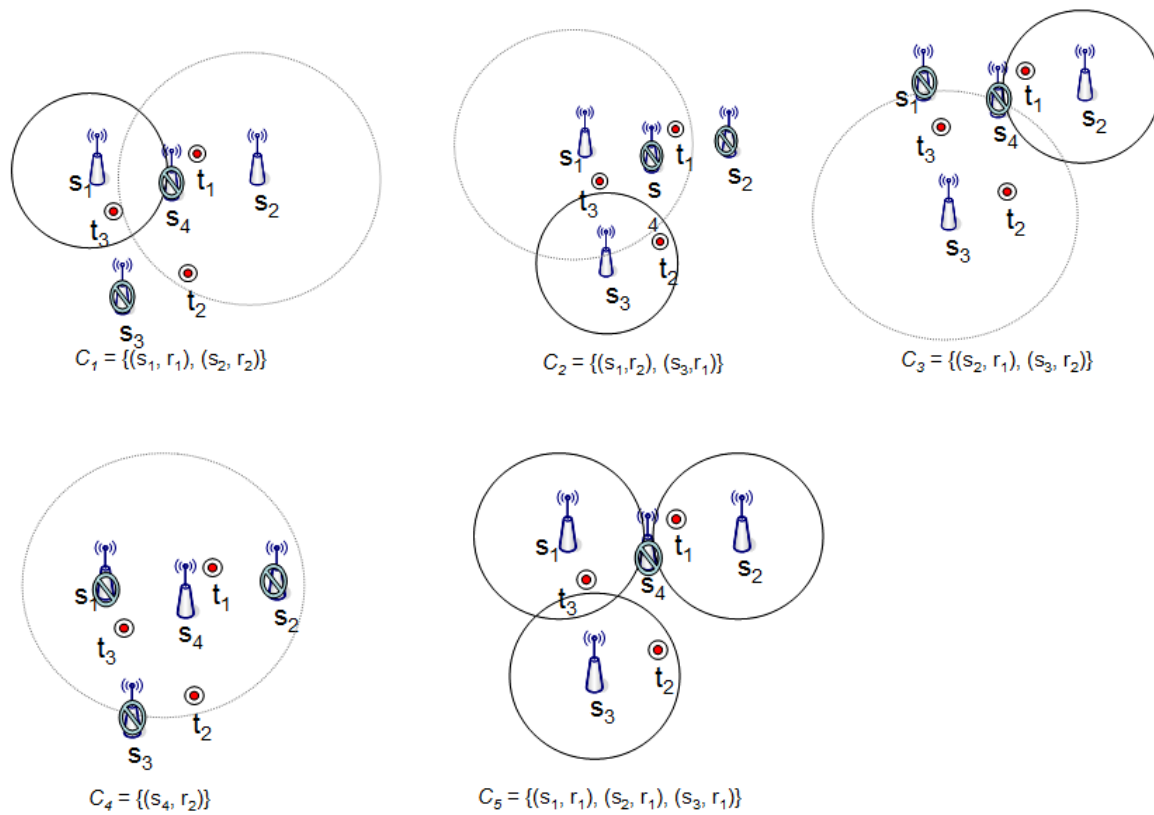 s₁
s₄
t₁
s₂
t₃
s₃
t₂
C₁ = {(s₁, r₁), (s₂, r₂)}
s₁
s
4
t₁
s₂
t₃
t₂
s₃
C₂ = {(s₁,r₂), (s₃,r₁)}
s₁
s₄
t₁
s₂
t₃
t₂
s₃
C₃ = {(s₂, r₁), (s₃, r₂)}
s₁
t₁
s₂
s₄
t₃
t₂
s₃
C₄ = {(s₄, r₂)}
s₁
t₁
s₂
s₄
t₃
t₂
s₃
C₅ = {(s₁, r₁), (s₂, r₁), (s₃, r₁)}